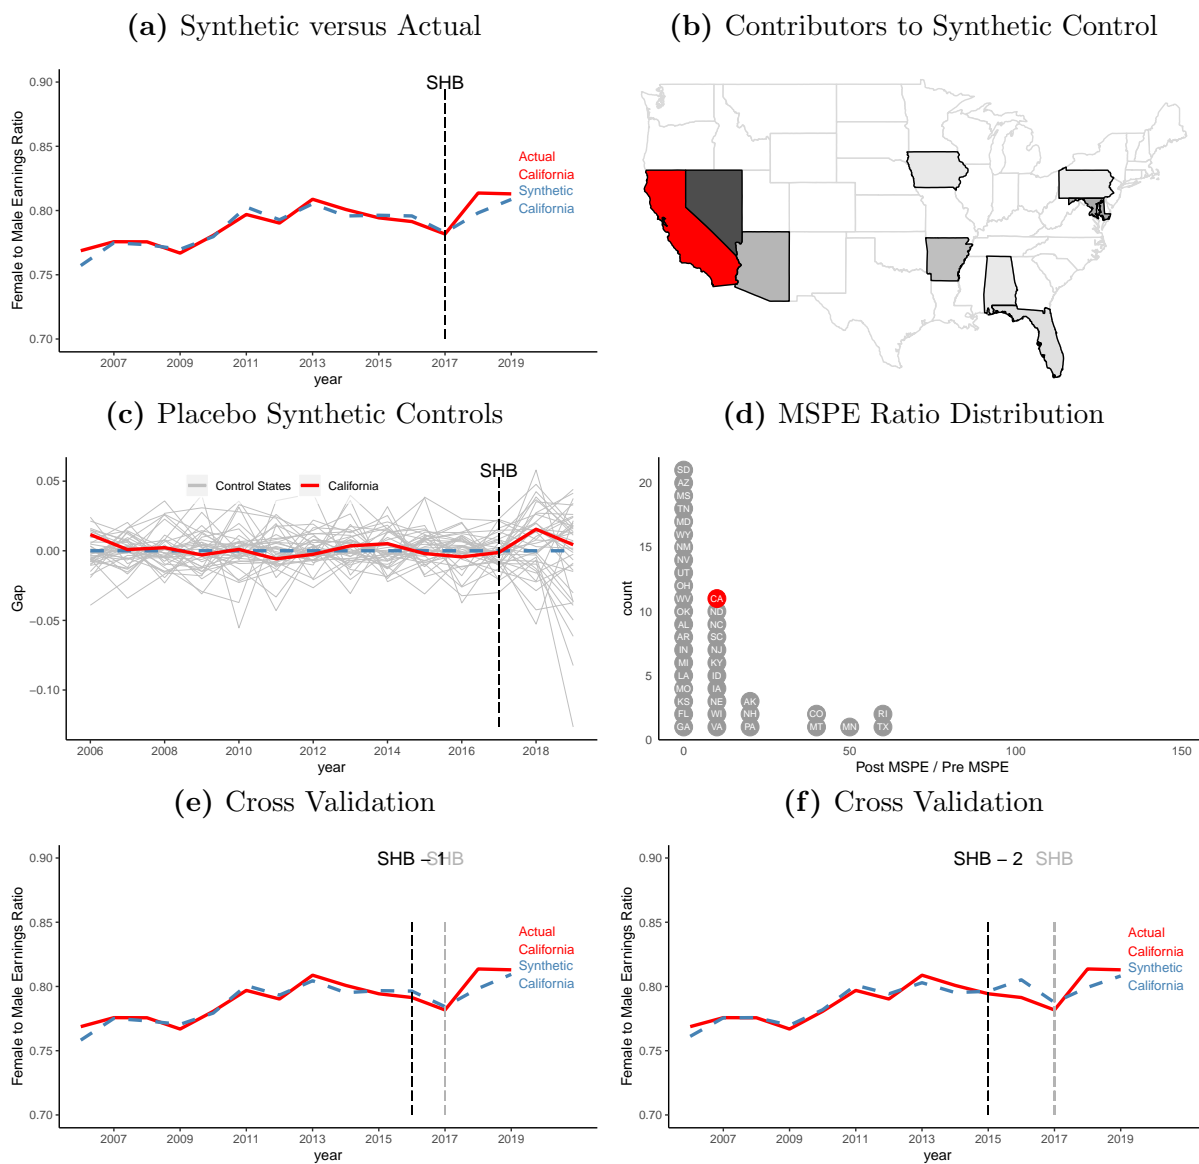 (a) Synthetic versus Actual
SHB
0.90
0.85
0.80
0.75
0.70
Female to Male Earnings Ratio
Actual
California
Synthetic
California
2007 2009 2011 2013 2015 2017 2019
year
(b) Contributors to Synthetic Control
(c) Placebo Synthetic Controls
SHB
Control States California
0.05
0.00
−0.05
−0.10
Gap
2006 2008 2010 2012 2014 2016 2018
year
(d) MSPE Ratio Distribution
20
15
10
5
0
count
SD
AZ
MS
TN
MD
WY
NM
NV
UT
OH
WV
OK
AL
AR
IN
MI
LA
MO
KS
FL
GA
CA
ND
NC
SC
NJ
KY
ID
IA
NE
WI
VA
AK
NH
PA
CO
MT
MN
RI
TX
0 50 100 150
Post MSPE / Pre MSPE
(e) Cross Validation
SHB − 1 SHB
0.90
0.85
0.80
0.75
0.70
Female to Male Earnings Ratio
Actual
California
Synthetic
California
2007 2009 2011 2013 2015 2017 2019
year
(f) Cross Validation
SHB − 2 SHB
0.90
0.85
0.80
0.75
0.70
Female to Male Earnings Ratio
Actual
California
Synthetic
California
2007 2009 2011 2013 2015 2017 2019
year